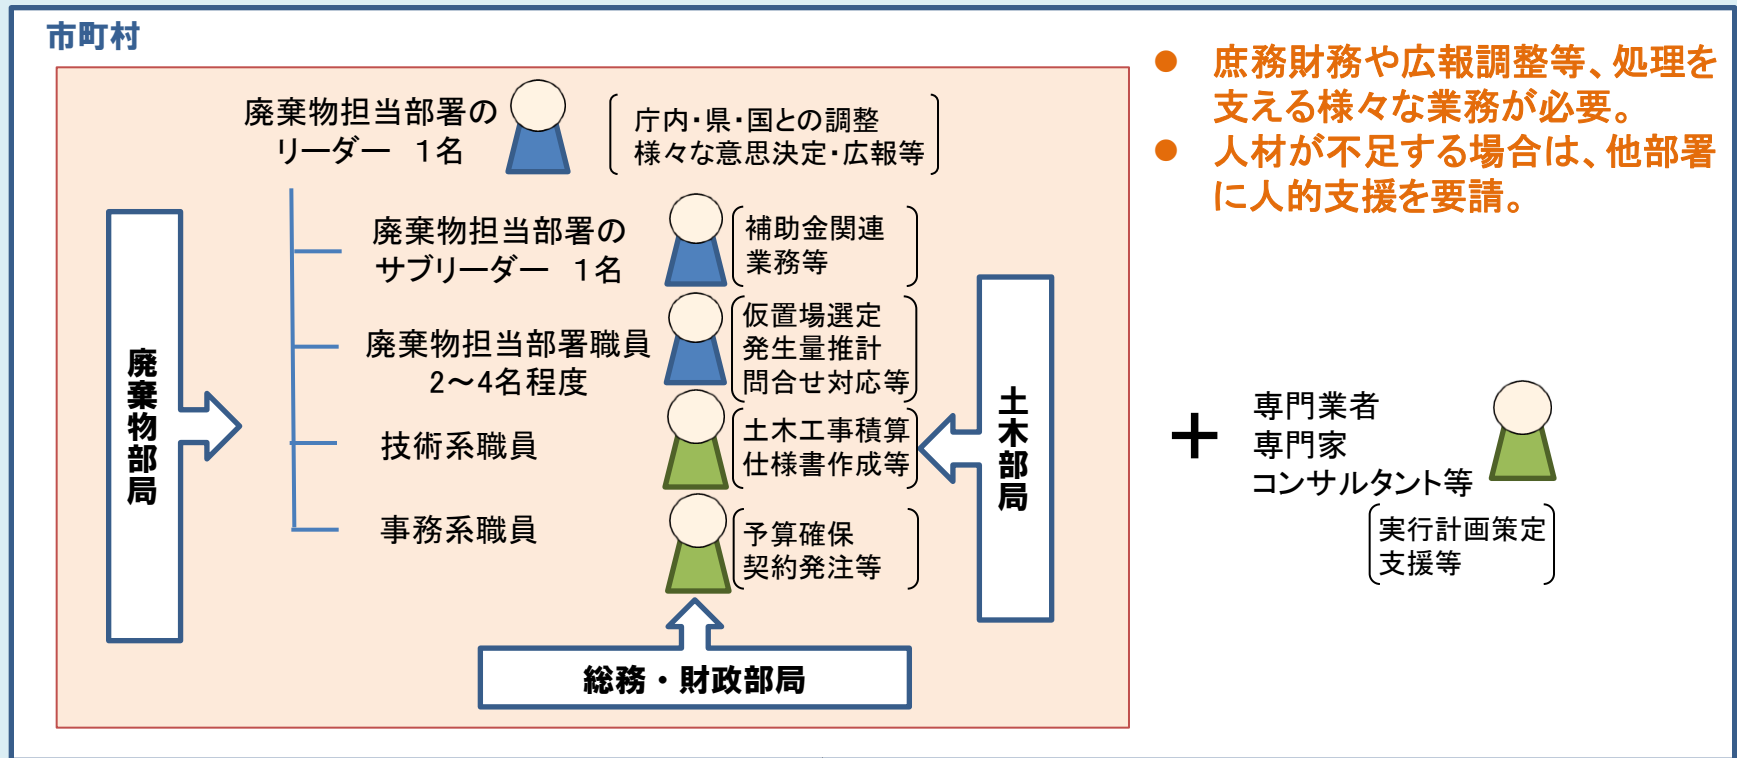 市町村
廃棄物担当部署の
リーダー　1名
庁内・県・国との調整
様々な意思決定・広報等
廃棄物担当部署の
サブリーダー　1名
補助金関連
業務等
廃棄物担当部署職員
2～4名程度
仮置場選定
発生量推計
問合せ対応等
技術系職員
土木工事積算
仕様書作成等
事務系職員
予算確保
契約発注等
廃棄物部局
土木部局
総務・財政部局
● 庶務財務や広報調整等、処理を
支える様々な業務が必要。
● 人材が不足する場合は、他部署
に人的支援を要請。
＋
専門業者
専門家
コンサルタント等
実行計画策定
支援等